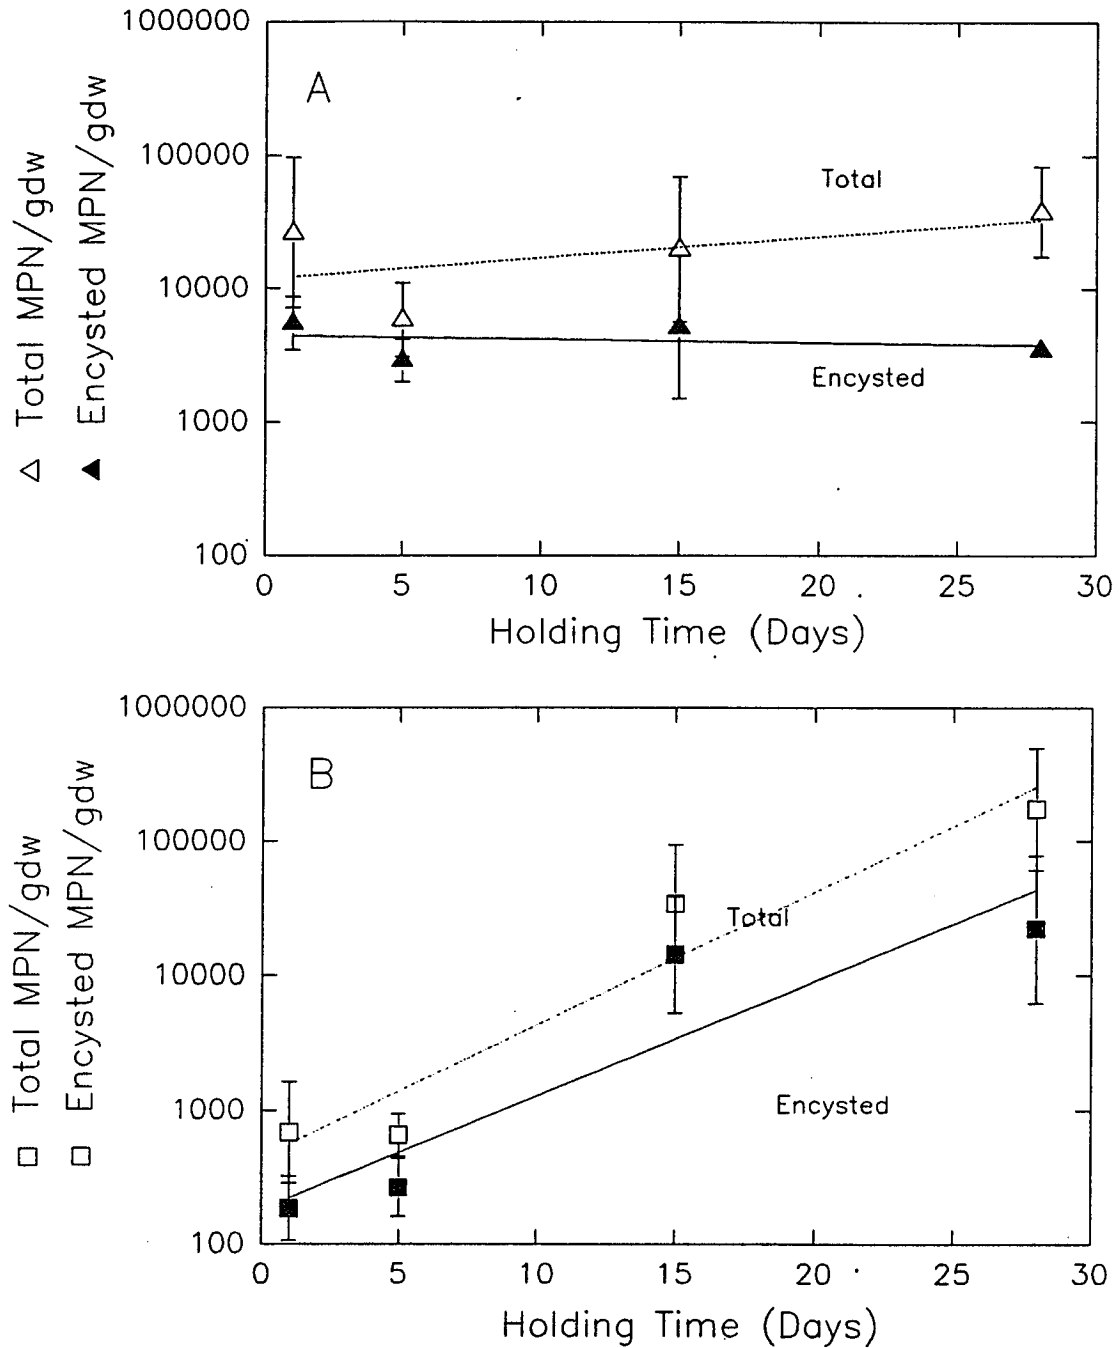 △ Total MPN/gdw
▲ Encysted MPN/gdw
1000000
100000
10000
1000
100
A
Total
Encysted
0 5 10 15 20 25 30
Holding Time (Days)
□ Total MPN/gdw
□ Encysted MPN/gdw
1000000
100000
10000
1000
100
B
Total
Encysted
0 5 10 15 20 25 30
Holding Time (Days)